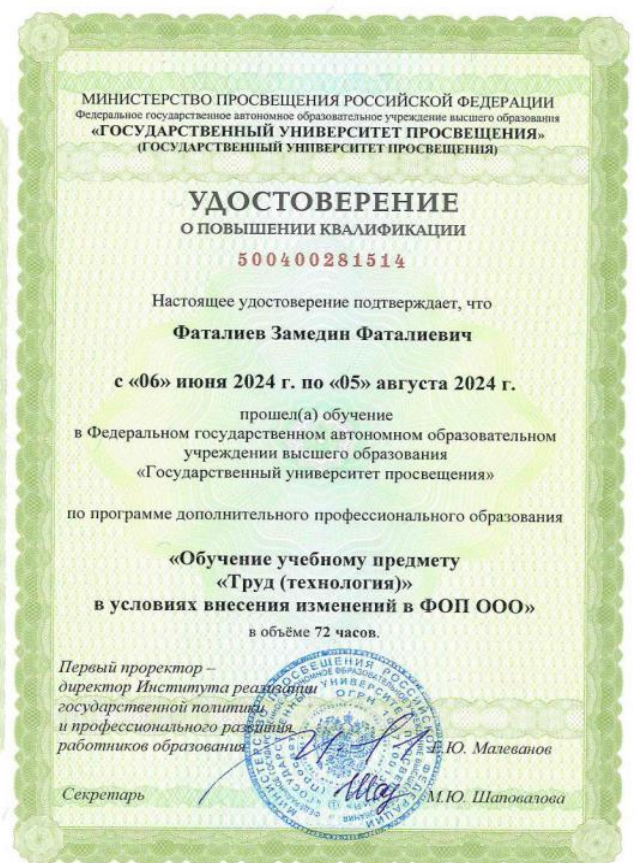 МИНИСТЕРСТВО ПРОСВЕЩЕНИЯ РОССИЙСКОЙ ФЕДЕРАЦИИ
Федеральное государственное автономное образовательное учреждение высшего образования
«ГОСУДАРСТВЕННЫЙ УНИВЕРСИТЕТ ПРОСВЕЩЕНИЯ»
(ГОСУДАРСТВЕННЫЙ УНИВЕРСИТЕТ ПРОСВЕЩЕНИЯ)
УДОСТОВЕРЕНИЕ
О ПОВЫШЕНИИ КВАЛИФИКАЦИИ
500400281514
Настоящее удостоверение подтверждает, что
Фаталиев Замедин Фаталиевич
с «06» июня 2024 г. по «05» августа 2024 г.
прошел(а) обучение
в Федеральном государственном автономном образовательном
учреждении высшего образования
«Государственный университет просвещения»
по программе дополнительного профессионального образования
«Обучение учебному предмету
«Труд (технология)»
в условиях внесения изменений в ФОП ООО»
в объёме 72 часов.
Первый проректор –
директор Института реализации
государственной политики
и профессионального развития
работников образования
Е.Ю. Малеванов
Секретарь
М.Ю. Шаповалова